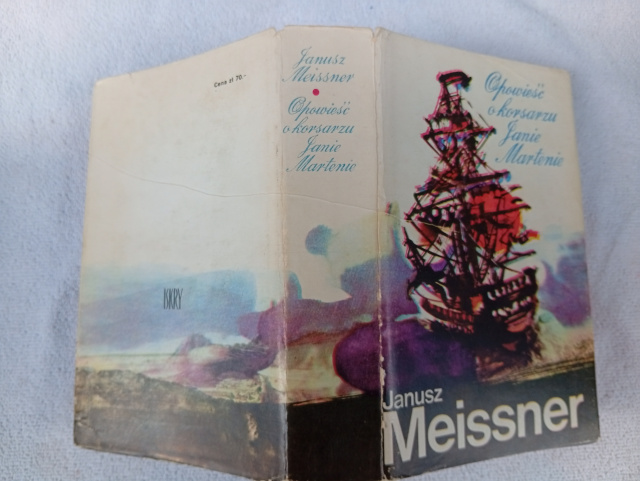 Cena zł 70.-
ISKRY
Janusz
Meissner
Opowieść
o korsarzu
Janie
Martenie
Opowieść
o korsarzu
Janie
Martenie
Janusz
Meissner